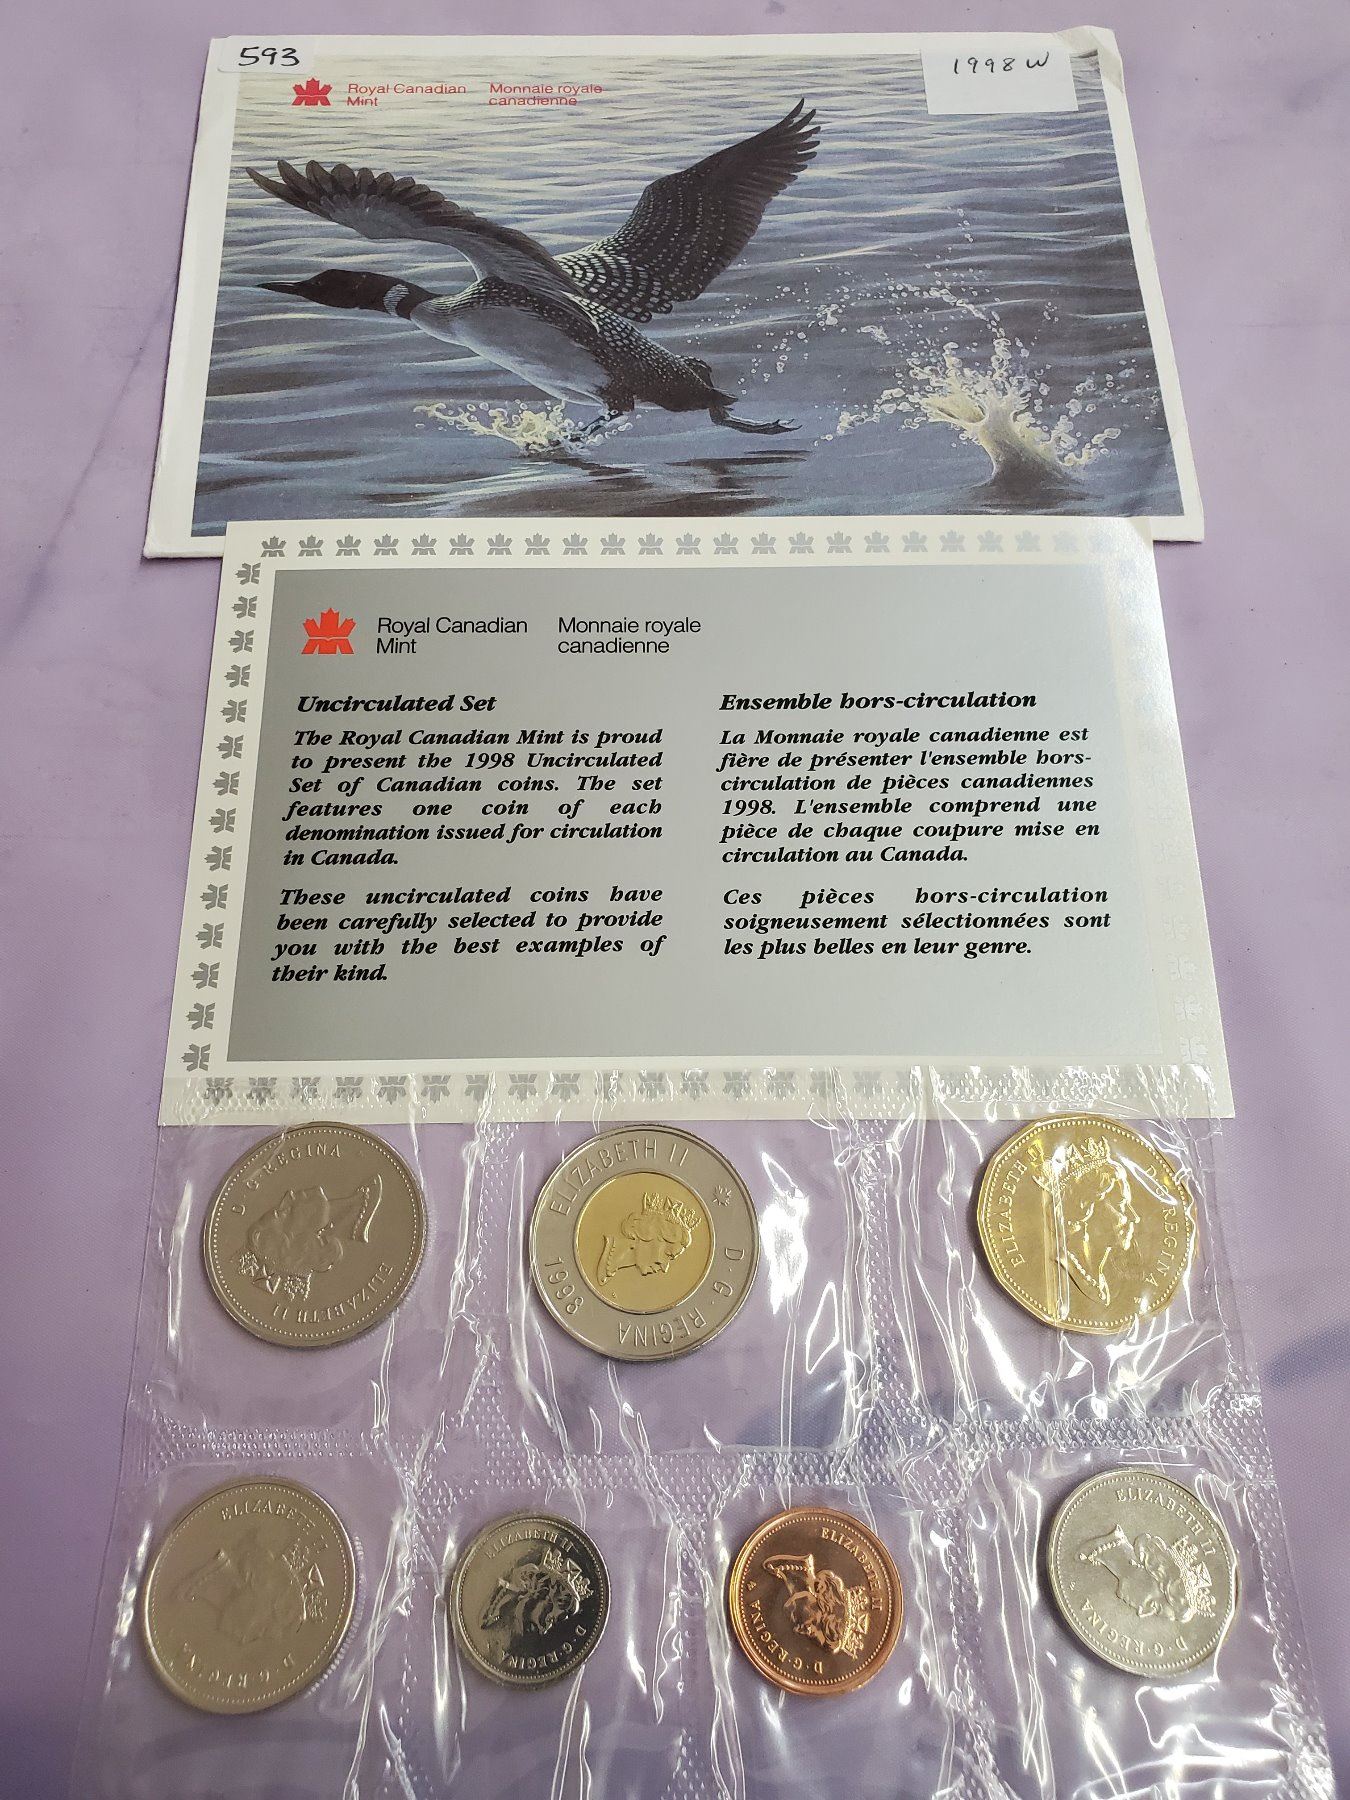 593
1998 W
Royal Canadian Mint
Monnaie royale canadienne
Royal Canadian Mint
Monnaie royale canadienne
Uncirculated Set
The Royal Canadian Mint is proud
to present the 1998 Uncirculated
Set of Canadian coins. The set
features one coin of each
denomination issued for circulation
in Canada.
These uncirculated coins have
been carefully selected to provide
you with the best examples of
their kind.
Ensemble hors-circulation
La Monnaie royale canadienne est
fière de présenter l'ensemble hors-
circulation de pièces canadiennes
1998. L'ensemble comprend une
pièce de chaque coupure mise en
circulation au Canada.
Ces pièces hors-circulation
soigneusement sélectionnées sont
les plus belles en leur genre.
ELIZABETH II D·G·REGINA
ELIZABETH II D·G·REGINA 1998
ELIZABETH II D·G·REGINA
ELIZABETH II D·G·REGINA
ELIZABETH II D·G·REGINA
ELIZABETH II D·G·REGINA
ELIZABETH II D·G·REGINA